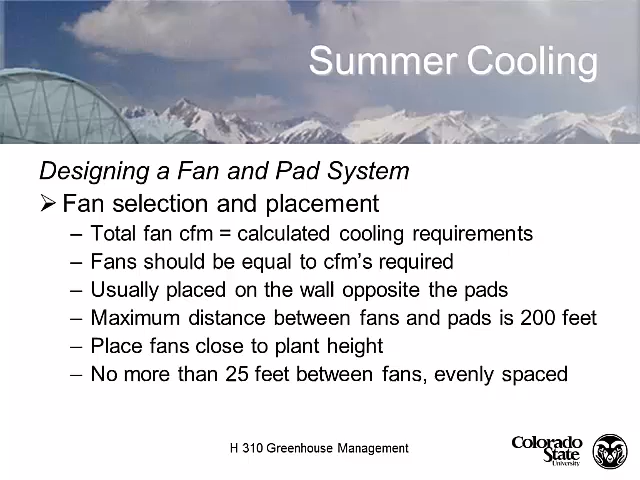 Summer Cooling
Designing a Fan and Pad System
➢ Fan selection and placement
– Total fan cfm = calculated cooling requirements
– Fans should be equal to cfm's required
– Usually placed on the wall opposite the pads
– Maximum distance between fans and pads is 200 feet
– Place fans close to plant height
– No more than 25 feet between fans, evenly spaced
H 310 Greenhouse Management
Colorado
State
University